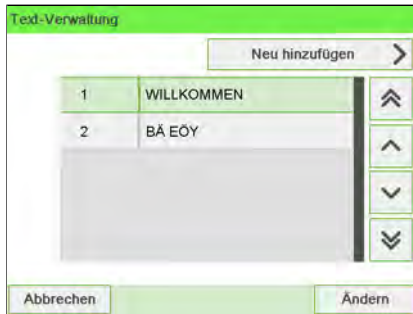 Text-Verwaltung
Neu hinzufügen
1 WILLKOMMEN
2 BÄ EÖY
Abbrechen Ändern